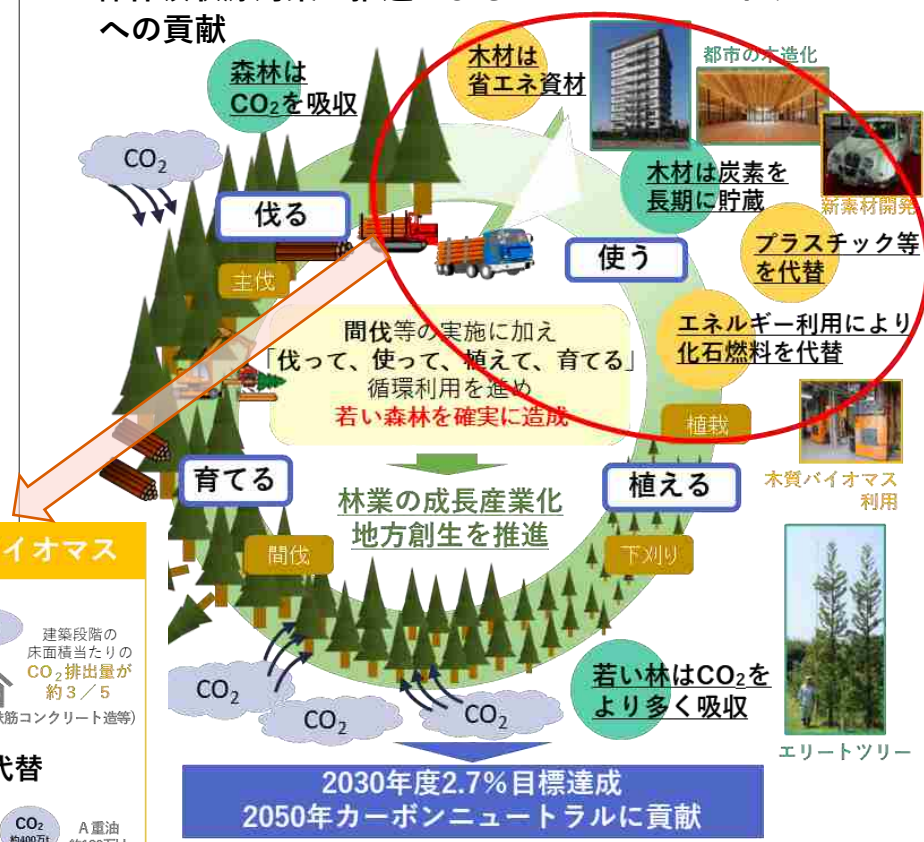 への貢献
森林は
CO₂を吸収
木材は
省エネ資材
都市の木造化
CO₂
木材は炭素を
長期に貯蔵
新素材開発
伐る
使う
プラスチック等
を代替
主伐
エネルギー利用により
化石燃料を代替
間伐等の実施に加え
「伐って、使って、植えて、育てる」
循環利用を進め
若い森林を確実に造成
植栽
育てる
植える
木質バイオマス
利用
林業の成長産業化
地方創生を推進
間伐
下刈り
イオマス
建築段階の
床面積当たりの
CO₂排出量が
約3/5
筋コンクリート造等)
若い林はCO₂を
より多く吸収
CO₂
CO₂
CO₂
エリートツリー
代替
2030年度2.7%目標達成
2050年カーボンニュートラルに貢献
CO₂
約400万t
A重油